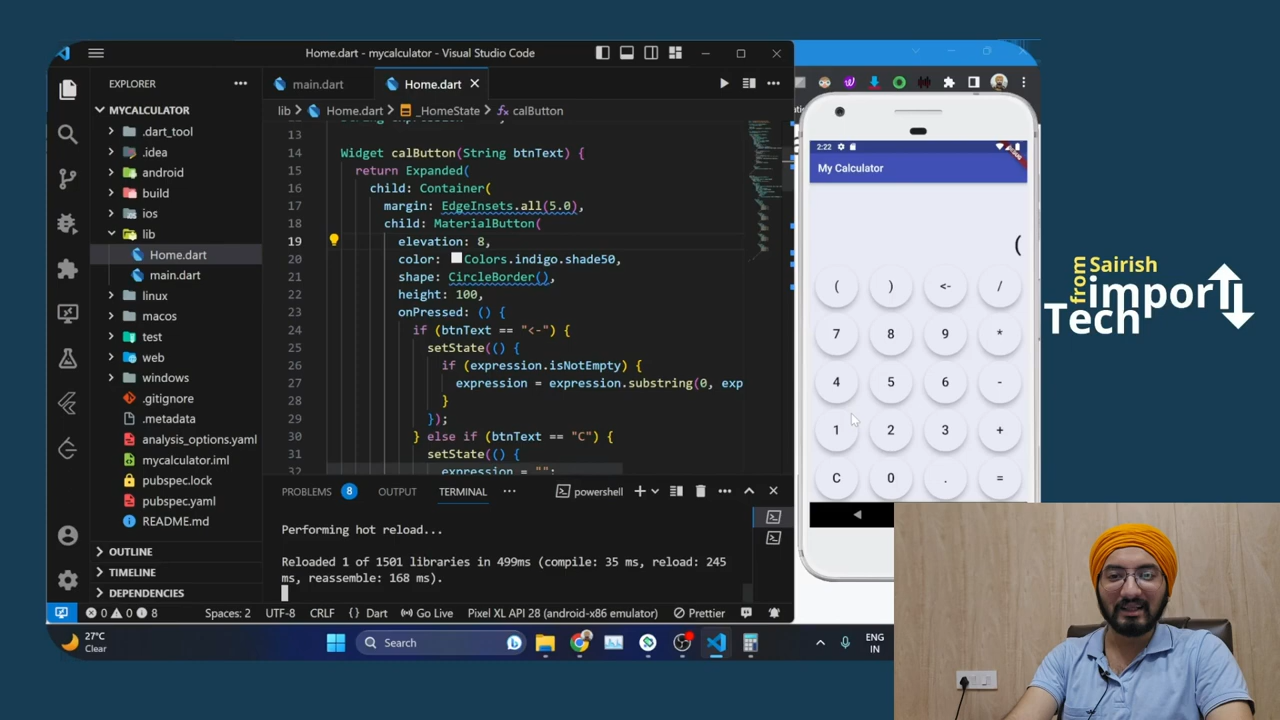 Home.dart - mycalculator - Visual Studio Code
EXPLORER
main.dart
Home.dart
MYCALCULATOR
lib > Home.dart > _HomeState > calButton
.dart_tool
.idea
android
build
ios
lib
Home.dart
main.dart
linux
macos
test
web
windows
.gitignore
.metadata
analysis_options.yaml
mycalculator.iml
pubspec.lock
pubspec.yaml
README.md
OUTLINE
TIMELINE
DEPENDENCIES
13
14 Widget calButton(String btnText) {
15 return Expanded(
16 child: Container(
17 margin: EdgeInsets.all(5.0),
18 child: MaterialButton(
19 elevation: 8,
20 color: Colors.indigo.shade50,
21 shape: CircleBorder(),
22 height: 100,
23 onPressed: () {
24 if (btnText == "<-") {
25 setState(() {
26 if (expression.isNotEmpty) {
27 expression = expression.substring(0, exp
28 }
29 });
30 } else if (btnText == "C") {
31 setState(() {
32 expression = "";
PROBLEMS 8 OUTPUT TERMINAL
powershell
Performing hot reload...
Reloaded 1 of 1501 libraries in 499ms (compile: 35 ms, reload: 245
ms, reassemble: 168 ms).
0 0 8 Spaces: 2 UTF-8 CRLF {} Dart Go Live Pixel XL API 28 (android-x86 emulator) Prettier
27°C
Clear
Search
ENG
IN
2:22
My Calculator
(
( ) <- /
7 8 9 *
4 5 6 -
1 2 3 +
C 0 . =
from Sairish
import
Tech